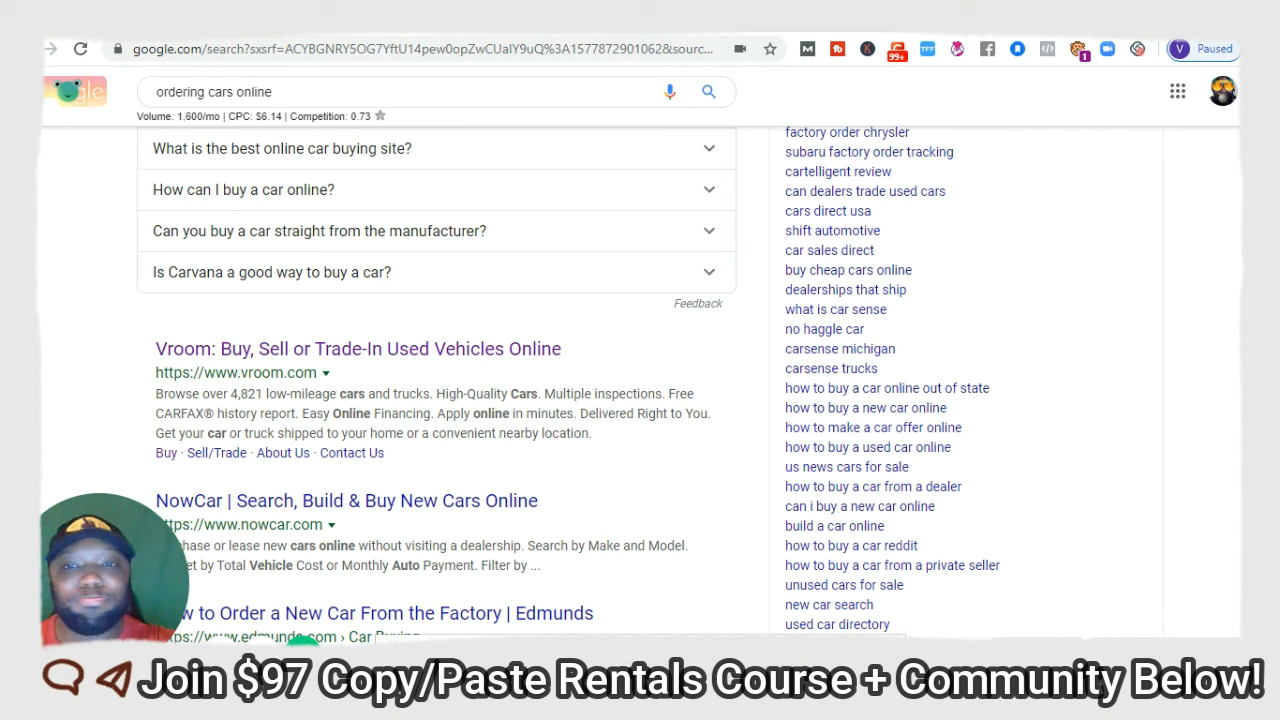 google.com/search?sxsrf=ACYBGNRY5OG7YftU14pew0opZwCUalY9uQ%3A1577872901062&sourc...
99+
TFF
1
V Paused
gle
ordering cars online
Volume: 1,600/mo | CPC: $6.14 | Competition: 0.73
What is the best online car buying site?
How can I buy a car online?
Can you buy a car straight from the manufacturer?
Is Carvana a good way to buy a car?
Feedback
Vroom: Buy, Sell or Trade-In Used Vehicles Online
https://www.vroom.com
Browse over 4,821 low-mileage cars and trucks. High-Quality Cars. Multiple inspections. Free
CARFAX® history report. Easy Online Financing. Apply online in minutes. Delivered Right to You.
Get your car or truck shipped to your home or a convenient nearby location.
Buy · Sell/Trade · About Us · Contact Us
NowCar | Search, Build & Buy New Cars Online
ttps://www.nowcar.com
hase or lease new cars online without visiting a dealership. Search by Make and Model.
et by Total Vehicle Cost or Monthly Auto Payment. Filter by ...
w to Order a New Car From the Factory | Edmunds
ttps://www.edmunds.com › Car Buying
factory order chrysler
subaru factory order tracking
cartelligent review
can dealers trade used cars
cars direct usa
shift automotive
car sales direct
buy cheap cars online
dealerships that ship
what is car sense
no haggle car
carsense michigan
carsense trucks
how to buy a car online out of state
how to buy a new car online
how to make a car offer online
how to buy a used car online
us news cars for sale
how to buy a car from a dealer
can i buy a new car online
build a car online
how to buy a car reddit
how to buy a car from a private seller
unused cars for sale
new car search
used car directory
Join $97 Copy/Paste Rentals Course + Community Below!